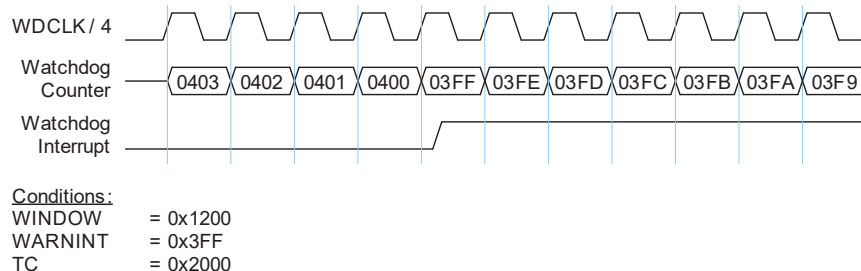 WDCLK / 4
Watchdog
Counter
0403 0402 0401 0400 03FF 03FE 03FD 03FC 03FB 03FA 03F9
Watchdog
Interrupt
Conditions:
WINDOW = 0x1200
WARNINT = 0x3FF
TC = 0x2000